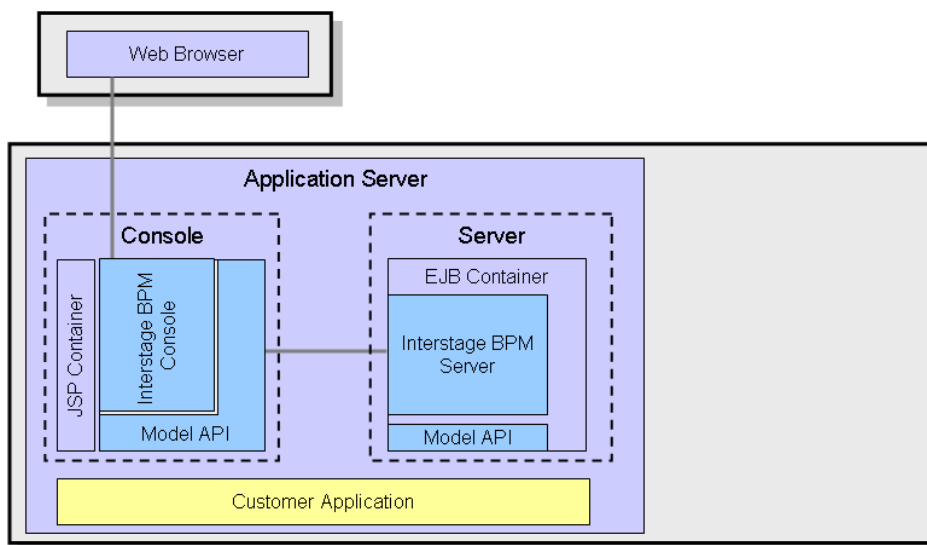 Web Browser
Application Server
Console
JSP Container
Interstage BPM
Console
Model API
Server
EJB Container
Interstage BPM
Server
Model API
Customer Application